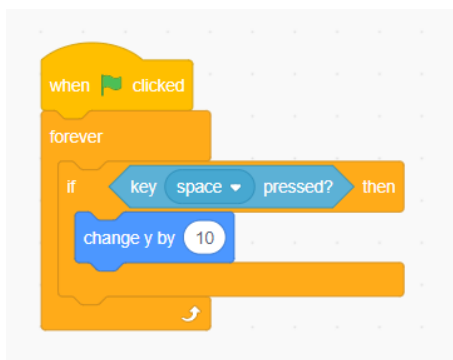 when clicked
forever
if key space pressed? then
change y by 10